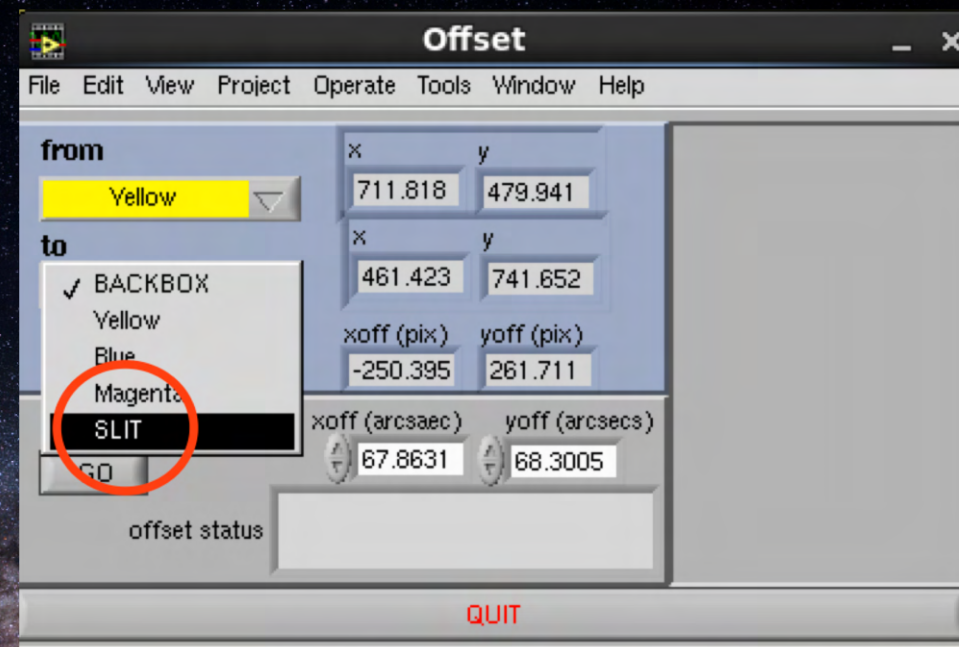 Offset
File Edit View Project Operate Tools Window Help
from
x y
Yellow
711.818 479.941
to
x y
BACKBOX
461.423 741.652
Yellow
Blue
xoff (pix) yoff (pix)
-250.395 261.711
Magenta
SLIT
xoff (arcsaec) yoff (arcsecs)
67.8631 68.3005
GO
offset status
QUIT